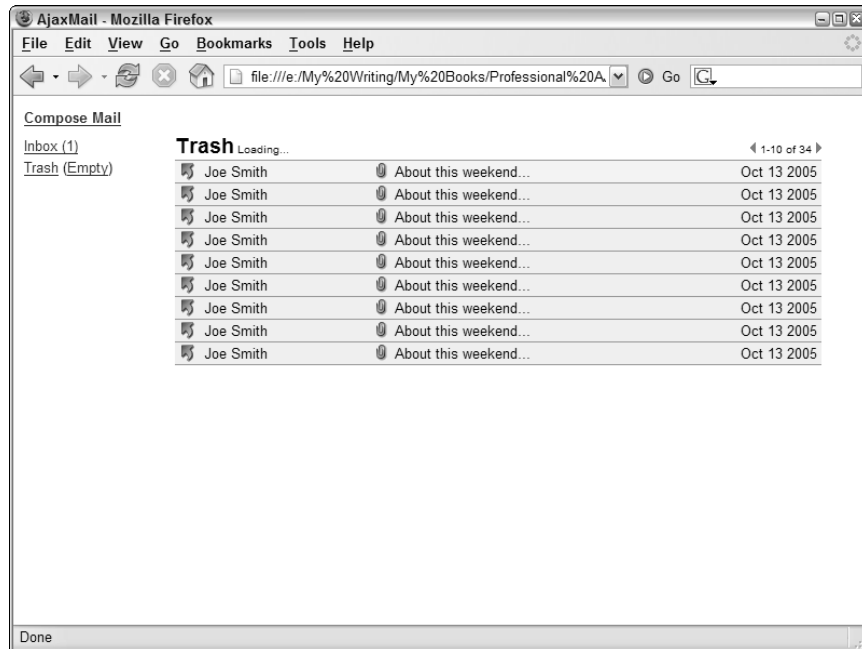 AjaxMail - Mozilla Firefox
File Edit View Go Bookmarks Tools Help
file:///e:/My%20Writing/My%20Books/Professional%20A. Go G
Compose Mail
Inbox (1)
Trash (Empty)
Trash Loading... 1-10 of 34
Joe Smith About this weekend... Oct 13 2005
Joe Smith About this weekend... Oct 13 2005
Joe Smith About this weekend... Oct 13 2005
Joe Smith About this weekend... Oct 13 2005
Joe Smith About this weekend... Oct 13 2005
Joe Smith About this weekend... Oct 13 2005
Joe Smith About this weekend... Oct 13 2005
Joe Smith About this weekend... Oct 13 2005
Joe Smith About this weekend... Oct 13 2005
Done